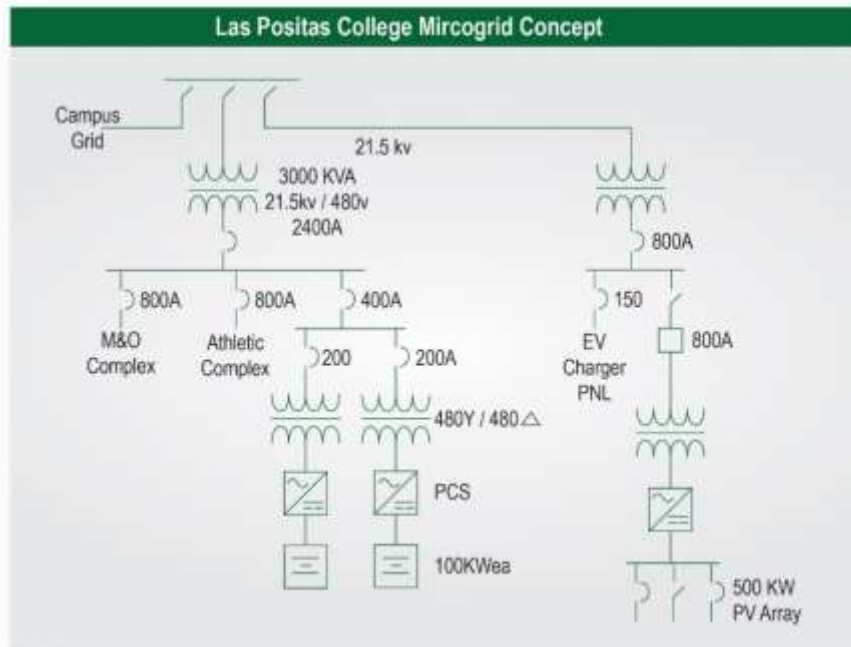 Las Positas College Mircogrid Concept
Campus
Grid
21.5 kv
3000 KVA
21.5kv / 480v
2400A
800A
800A
800A
400A
150
M&O
Complex
Athletic
Complex
200
200A
EV
Charger
PNL
800A
480Y / 480△
PCS
100KWea
500 KW
PV Array